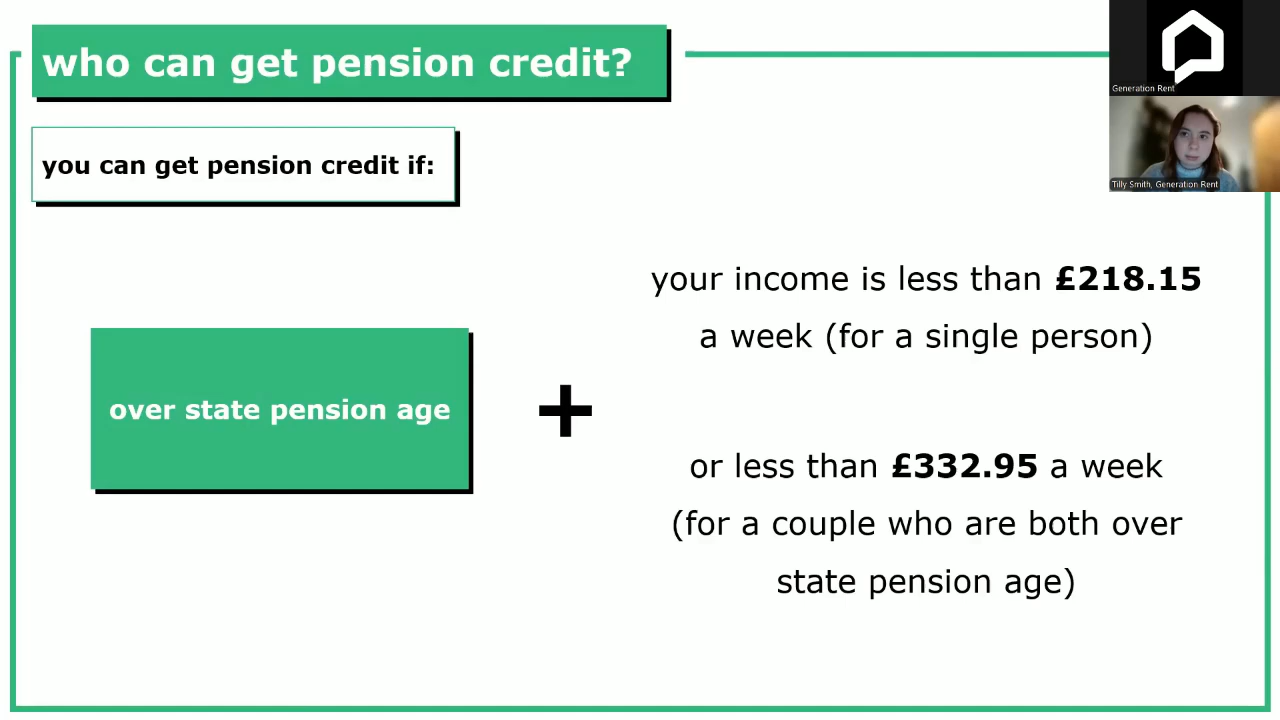 who can get pension credit?
Generation Rent
you can get pension credit if:
Tilly Smith, Generation Rent
your income is less than £218.15
a week (for a single person)
over state pension age
+
or less than £332.95 a week
(for a couple who are both over
state pension age)